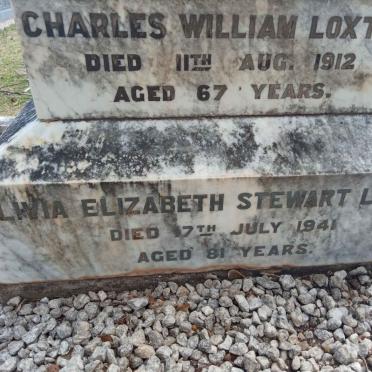 CHARLES WILLIAM LOXT
DIED 11TH AUG. 1912
AGED 67 YEARS.
ELIZABETH STEWART L
DIED 17TH JULY 1941
AGED 81 YEARS.